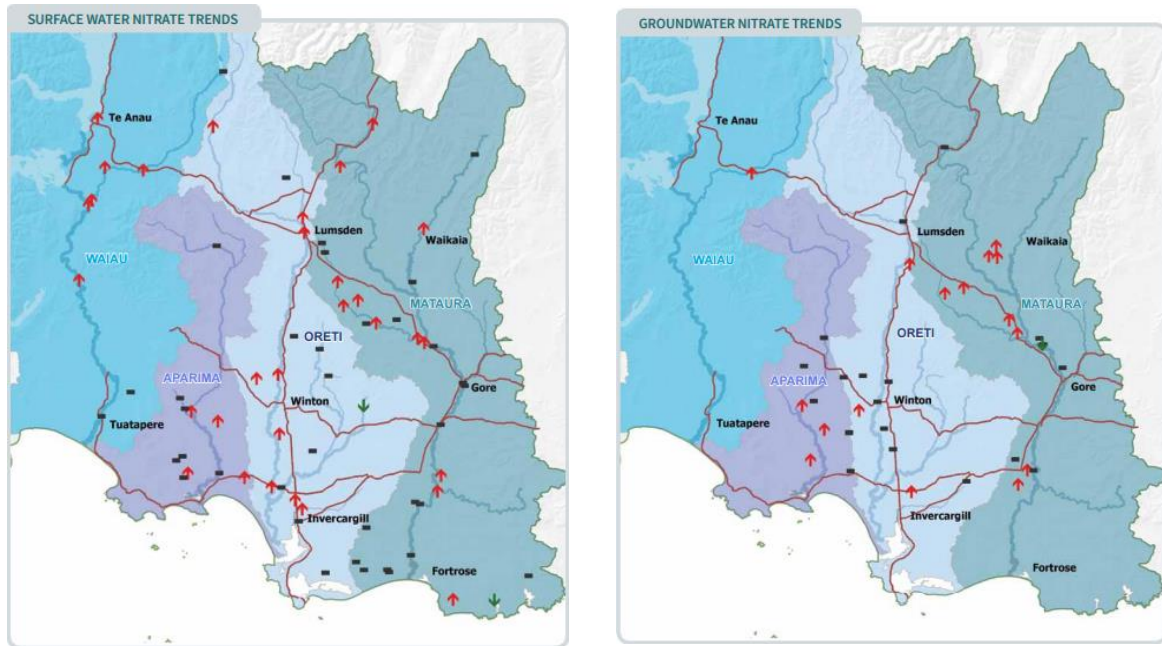 SURFACE WATER NITRATE TRENDS
Te Anau
Lumsden
Waikaia
WAIAU
MATAURA
ORETI
APARIMA
Gore
Winton
Tuatapere
Invercargill
Fortrose
GROUNDWATER NITRATE TRENDS
Te Anau
Lumsden
Waikaia
WAIAU
MATAURA
ORETI
APARIMA
Gore
Winton
Tuatapere
Invercargill
Fortrose